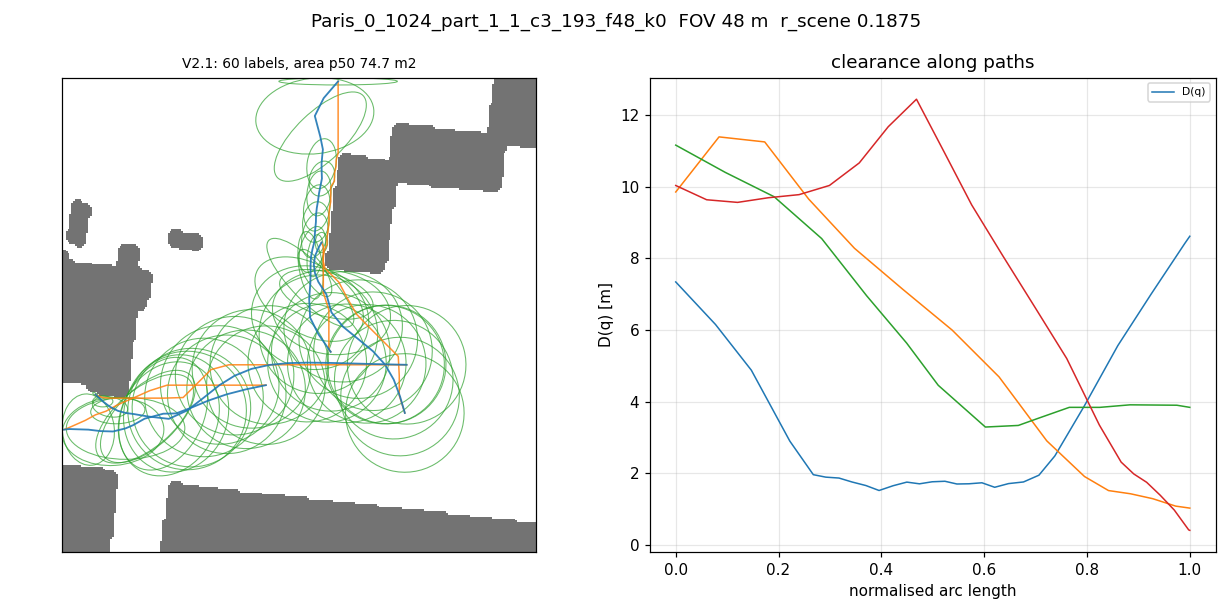 Paris_0_1024_part_1_1_c3_193_f48_k0 FOV 48 m r_scene 0.1875
V2.1: 60 labels, area p50 74.7 m2
clearance along paths
D(q)
12
10
8
6
4
2
0
D(q) [m]
0.0 0.2 0.4 0.6 0.8 1.0
normalised arc length